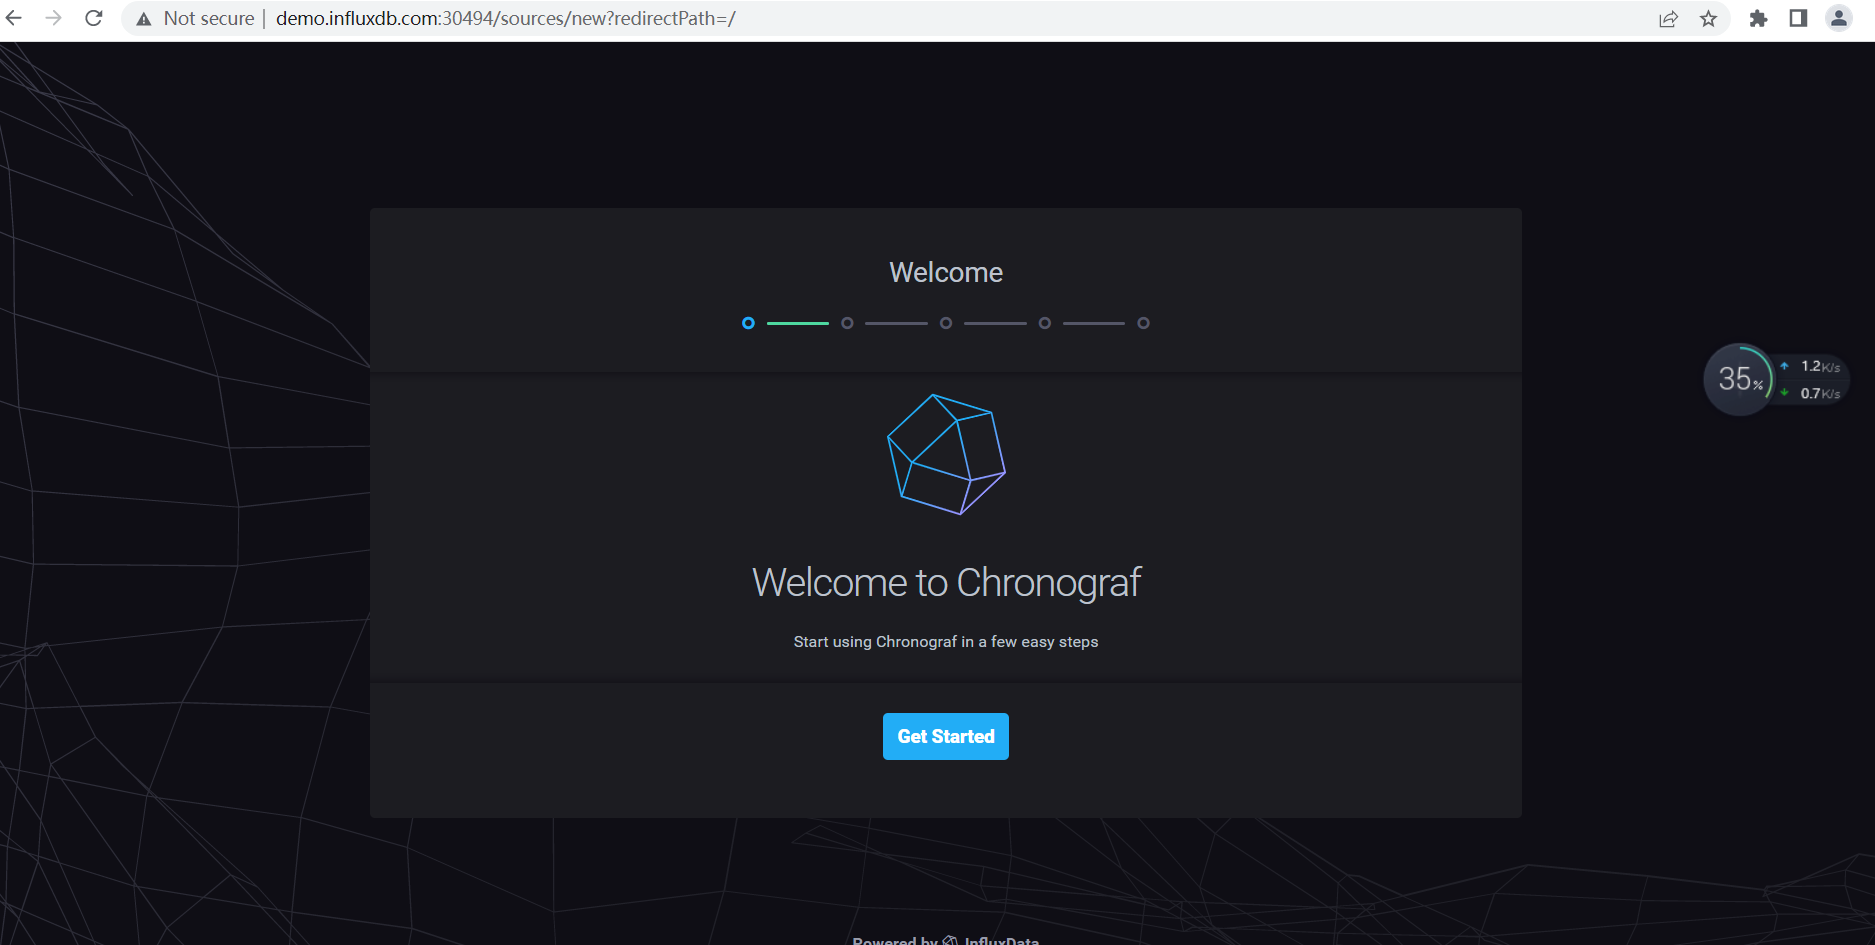 Not secure | demo.influxdb.com:30494/sources/new?redirectPath=/
Welcome
Welcome to Chronograf
Start using Chronograf in a few easy steps
Get Started
35%
1.2K/s
0.7K/s
Powered by InfluxData